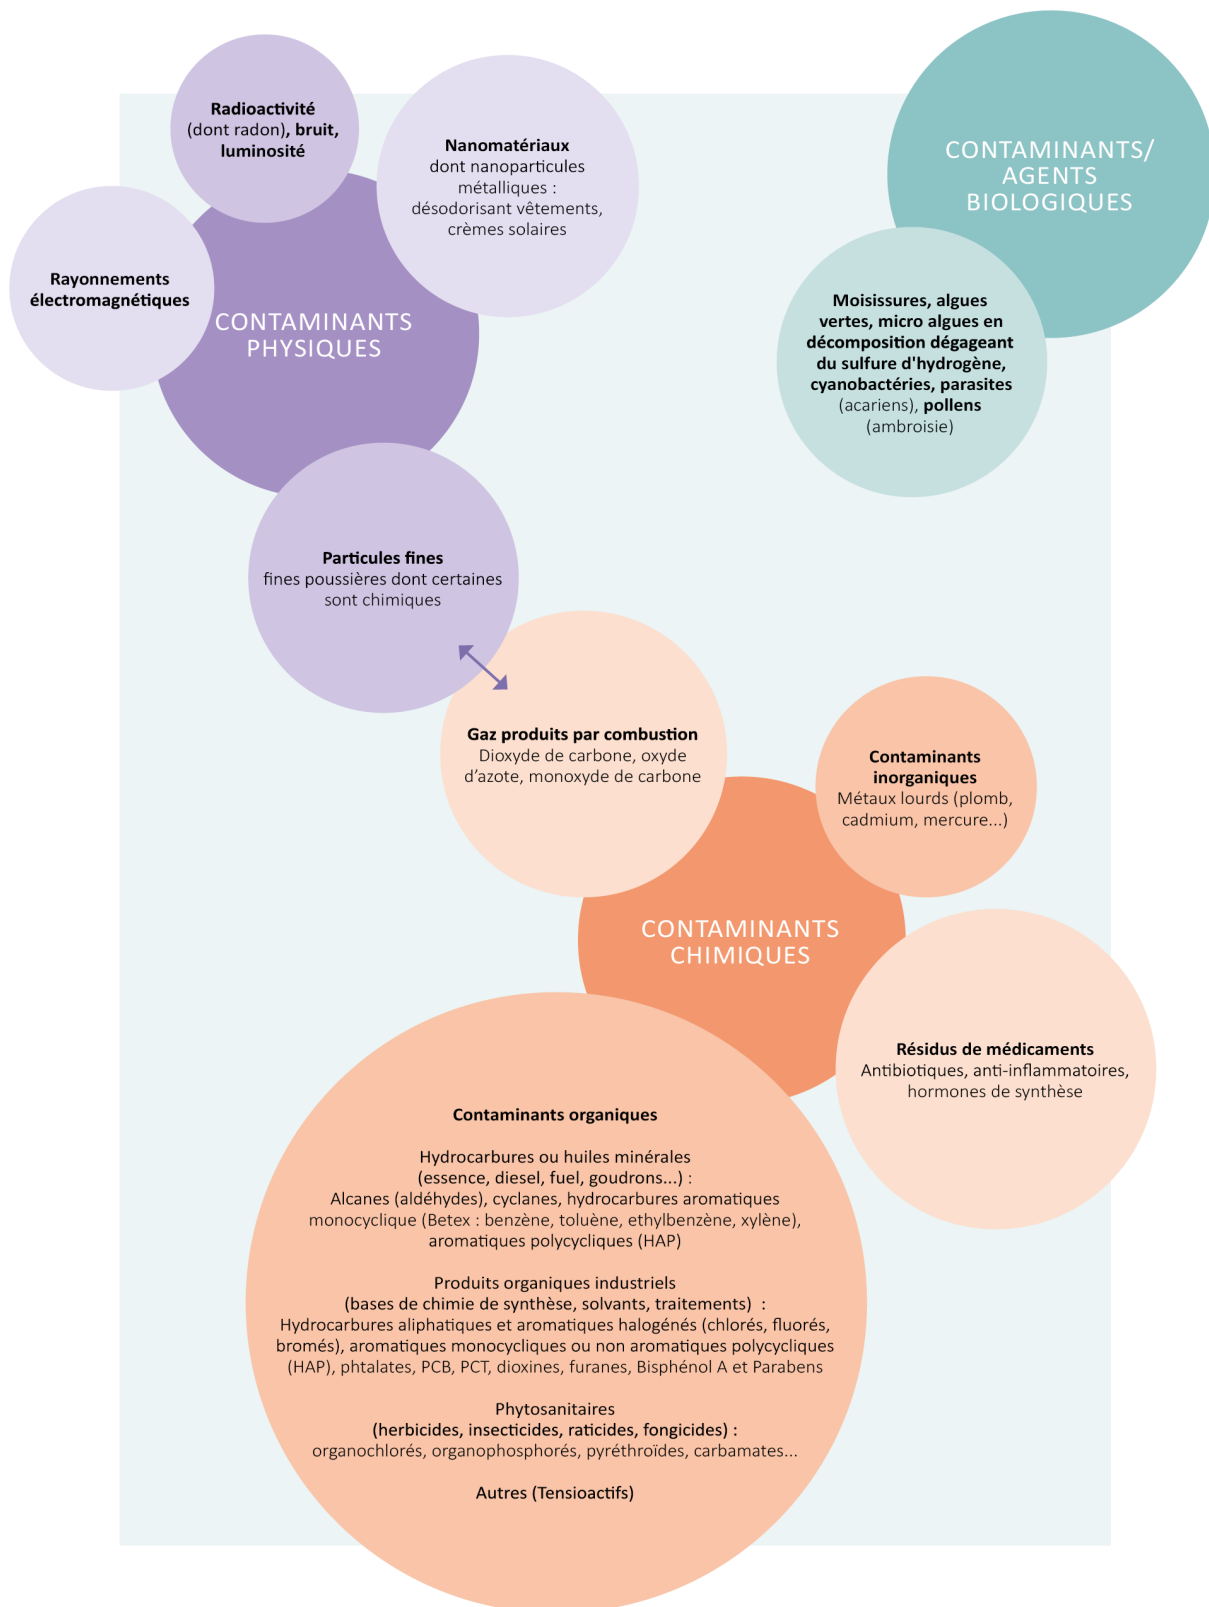 Radioactivité
(dont radon), bruit,
luminosité
Nanomatériaux
dont nanoparticules
métalliques :
désodorisant vêtements,
crèmes solaires
Rayonnements
électromagnétiques
CONTAMINANTS
PHYSIQUES
CONTAMINANTS/
AGENTS
BIOLOGIQUES
Moisissures, algues
vertes, micro algues en
décomposition dégageant
du sulfure d'hydrogène,
cyanobactéries, parasites
(acariens), pollens
(ambroisie)
Particules fines
fines poussières dont certaines
sont chimiques
Gaz produits par combustion
Dioxyde de carbone, oxyde
d’azote, monoxyde de carbone
Contaminants
inorganiques
Métaux lourds (plomb,
cadmium, mercure...)
CONTAMINANTS
CHIMIQUES
Résidus de médicaments
Antibiotiques, anti-inflammatoires,
hormones de synthèse
Contaminants organiques
Hydrocarbures ou huiles minérales
(essence, diesel, fuel, goudrons...) :
Alcanes (aldéhydes), cyclanes, hydrocarbures aromatiques
monocyclique (Betex : benzène, toluène, ethylbenzène, xylène),
aromatiques polycycliques (HAP)
Produits organiques industriels
(bases de chimie de synthèse, solvants, traitements)  :
Hydrocarbures aliphatiques et aromatiques halogénés (chlorés, fluorés,
bromés), aromatiques monocycliques ou non aromatiques polycycliques
(HAP), phtalates, PCB, PCT, dioxines, furanes, Bisphénol A et Parabens
Phytosanitaires
(herbicides, insecticides, raticides, fongicides) :
organochlorés, organophosphorés, pyréthroïdes, carbamates...
Autres (Tensioactifs)